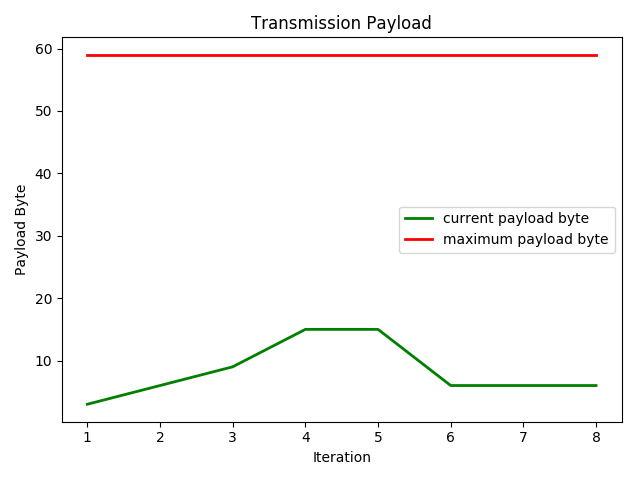 Transmission Payload
60
50
40
30
20
10
Payload Byte
current payload byte
maximum payload byte
1 2 3 4 5 6 7 8
Iteration